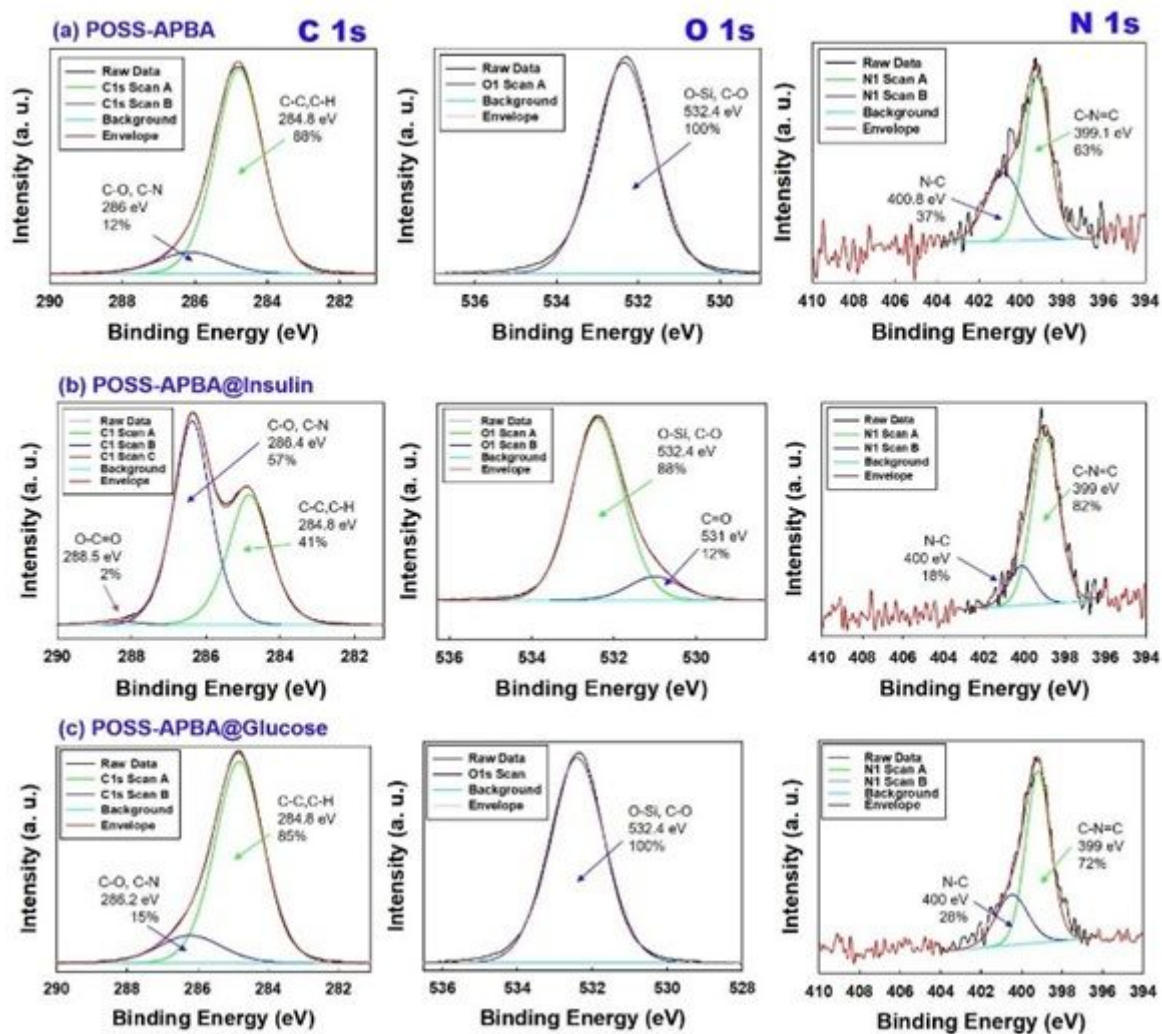 (a) POSS-APBA
C 1s
O 1s
N 1s
Intensity (a. u.)
Raw Data
C1s Scan A
C1s Scan B
Background
Envelope
C-C,C-H
284.8 eV
88%
C-O, C-N
286 eV
12%
290 288 286 284 282
Binding Energy (eV)
Intensity (a. u.)
Raw Data
O1 Scan A
Background
Envelope
O-Si, C-O
532.4 eV
100%
536 534 532 530
Binding Energy (eV)
Intensity (a. u.)
Raw Data
N1 Scan A
N1 Scan B
Background
Envelope
C-N=C
399.1 eV
63%
N-C
400.8 eV
37%
410 408 406 404 402 400 398 396 394
Binding Energy (eV)
(b) POSS-APBA@Insulin
Intensity (a. u.)
Raw Data
C1 Scan A
C1 Scan B
C1 Scan C
Background
Envelope
C-O, C-N
286.4 eV
57%
C-C,C-H
284.8 eV
41%
O-C=O
288.5 eV
2%
290 288 286 284 282
Binding Energy (eV)
Intensity (a. u.)
Raw Data
O1 Scan A
O1 Scan B
Background
Envelope
O-Si, C-O
532.4 eV
88%
C=O
531 eV
12%
536 534 532 530
Binding Energy (eV)
Intensity (a. u.)
Raw Data
N1 Scan A
N1 Scan B
Background
Envelope
C-N=C
399 eV
82%
N-C
400 eV
18%
410 408 406 404 402 400 398 396 394
Binding Energy (eV)
(c) POSS-APBA@Glucose
Intensity (a. u.)
Raw Data
C1s Scan A
C1s Scan B
Background
Envelope
C-C,C-H
284.8 eV
85%
C-O, C-N
286.2 eV
15%
290 288 286 284 282
Binding Energy (eV)
Intensity (a. u.)
Raw Data
O1s Scan
Background
Envelope
O-Si, C-O
532.4 eV
100%
534 532 530 528
Binding Energy (eV)
Intensity (a. u.)
Raw Data
N1 Scan A
N1 Scan B
Background
Envelope
C-N=C
399 eV
72%
N-C
400 eV
28%
410 408 406 404 402 400 398 396 394
Binding Energy (eV)